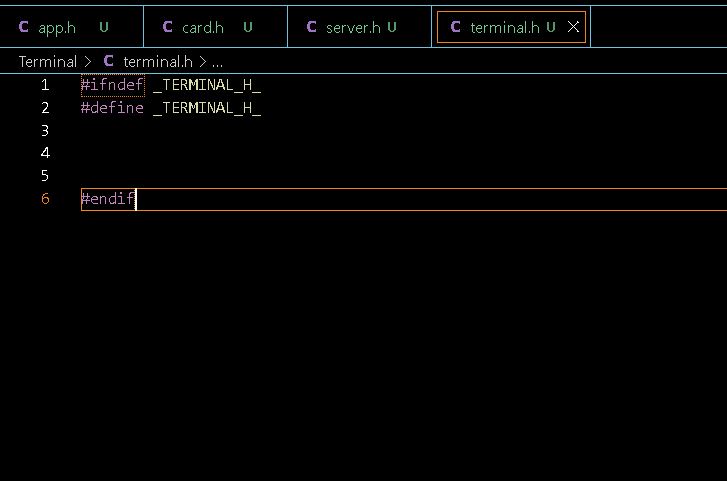 C app.h U C card.h U C server.h U C terminal.h U
Terminal > C terminal.h > ...
1 #ifndef _TERMINAL_H_
2 #define _TERMINAL_H_
3
4
5
6 #endif